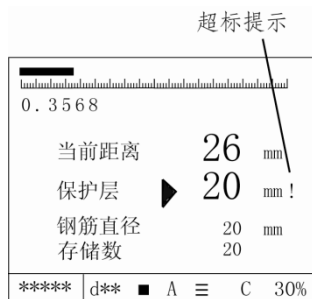 超标提示
0.3568
当前距离 26 mm
保护层 20 mm !
钢筋直径 20 mm
存储数 20
***** d** ■ A ☰ C 30%